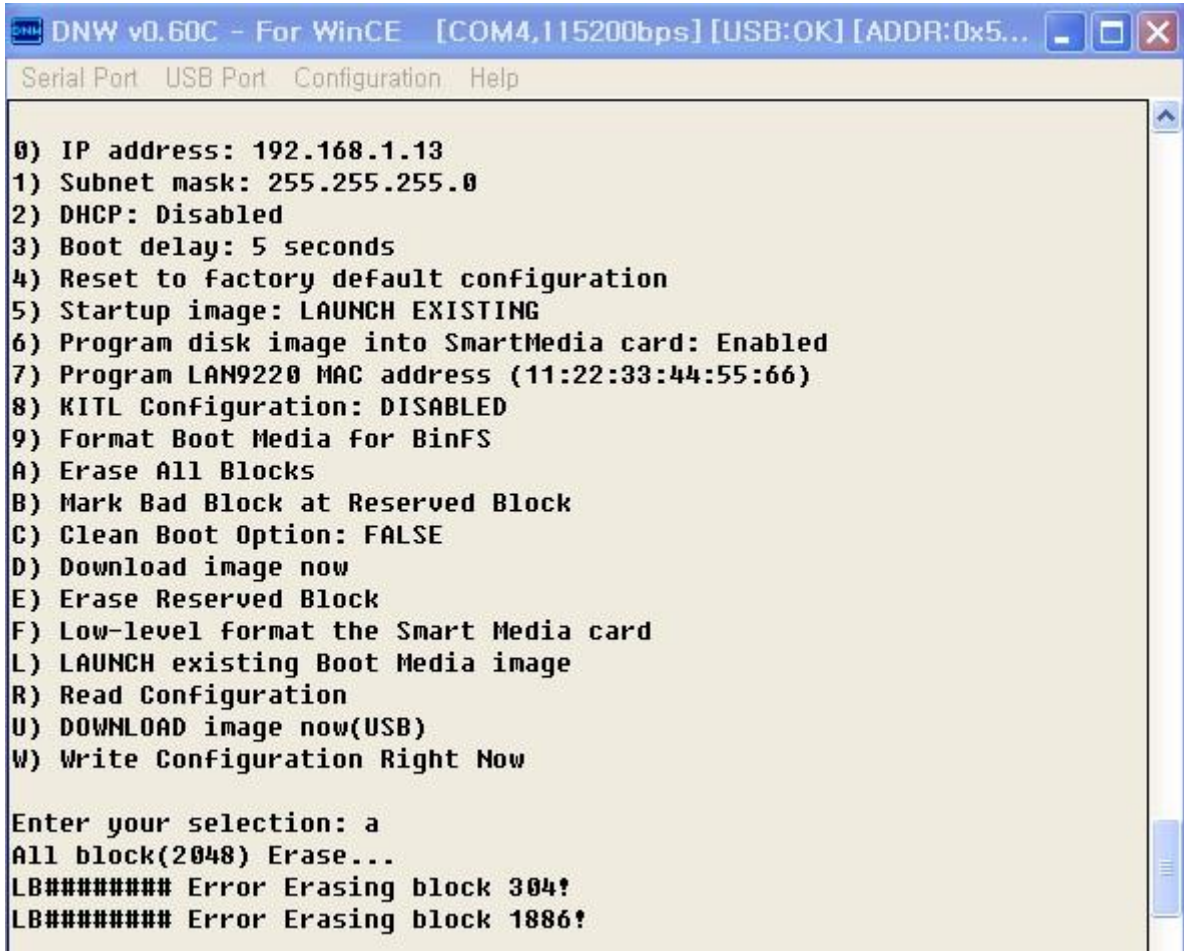 DNW v0.60C - For WinCE [COM4,115200bps][USB:OK][ADDR:0x5...
Serial Port USB Port Configuration Help
0) IP address: 192.168.1.13
1) Subnet mask: 255.255.255.0
2) DHCP: Disabled
3) Boot delay: 5 seconds
4) Reset to factory default configuration
5) Startup image: LAUNCH EXISTING
6) Program disk image into SmartMedia card: Enabled
7) Program LAN9220 MAC address (11:22:33:44:55:66)
8) KITL Configuration: DISABLED
9) Format Boot Media for BinFS
A) Erase All Blocks
B) Mark Bad Block at Reserved Block
C) Clean Boot Option: FALSE
D) Download image now
E) Erase Reserved Block
F) Low-level format the Smart Media card
L) LAUNCH existing Boot Media image
R) Read Configuration
U) DOWNLOAD image now(USB)
W) Write Configuration Right Now
Enter your selection: a
All block(2048) Erase...
LB######## Error Erasing block 304!
LB######## Error Erasing block 1886!